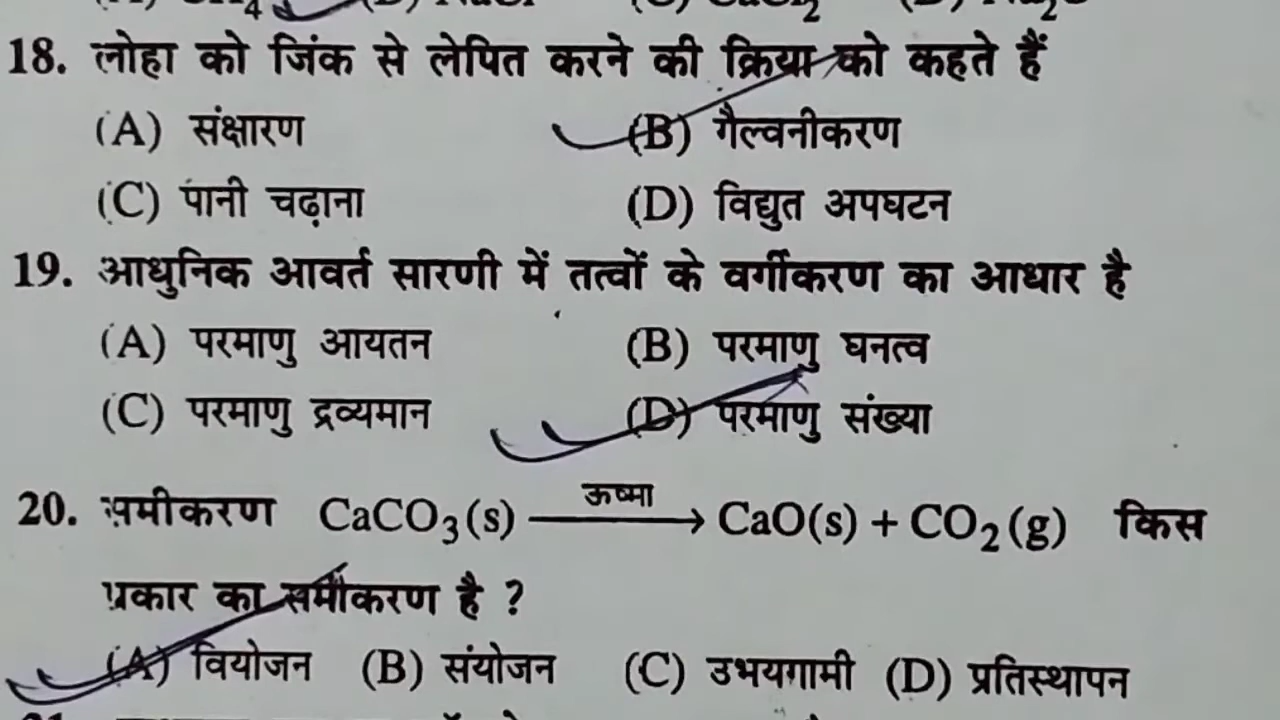 18. लोहा को जिंक से लेपित करने की क्रिया को कहते हैं
(A) संक्षारण (B) गैल्वनीकरण
(C) पानी चढ़ाना (D) विद्युत अपघटन
19. आधुनिक आवर्त सारणी में तत्वों के वर्गीकरण का आधार है
(A) परमाणु आयतन (B) परमाणु घनत्व
(C) परमाणु द्रव्यमान (D) परमाणु संख्या
20. समीकरण CaCO₃(s) ऊष्मा → CaO(s) + CO₂(g) किस
प्रकार का समीकरण है ?
(A) वियोजन (B) संयोजन (C) उभयगामी (D) प्रतिस्थापन